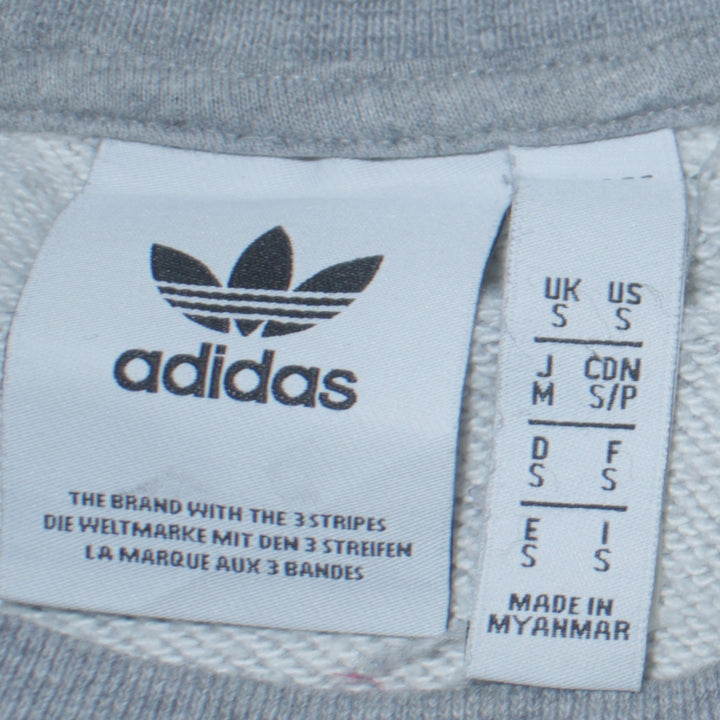 adidas
THE BRAND WITH THE 3 STRIPES
DIE WELTMARKE MIT DEN 3 STREIFEN
LA MARQUE AUX 3 BANDES
UK US
S S
J CDN
M S/P
D F
S S
E I
S S
MADE IN
MYANMAR